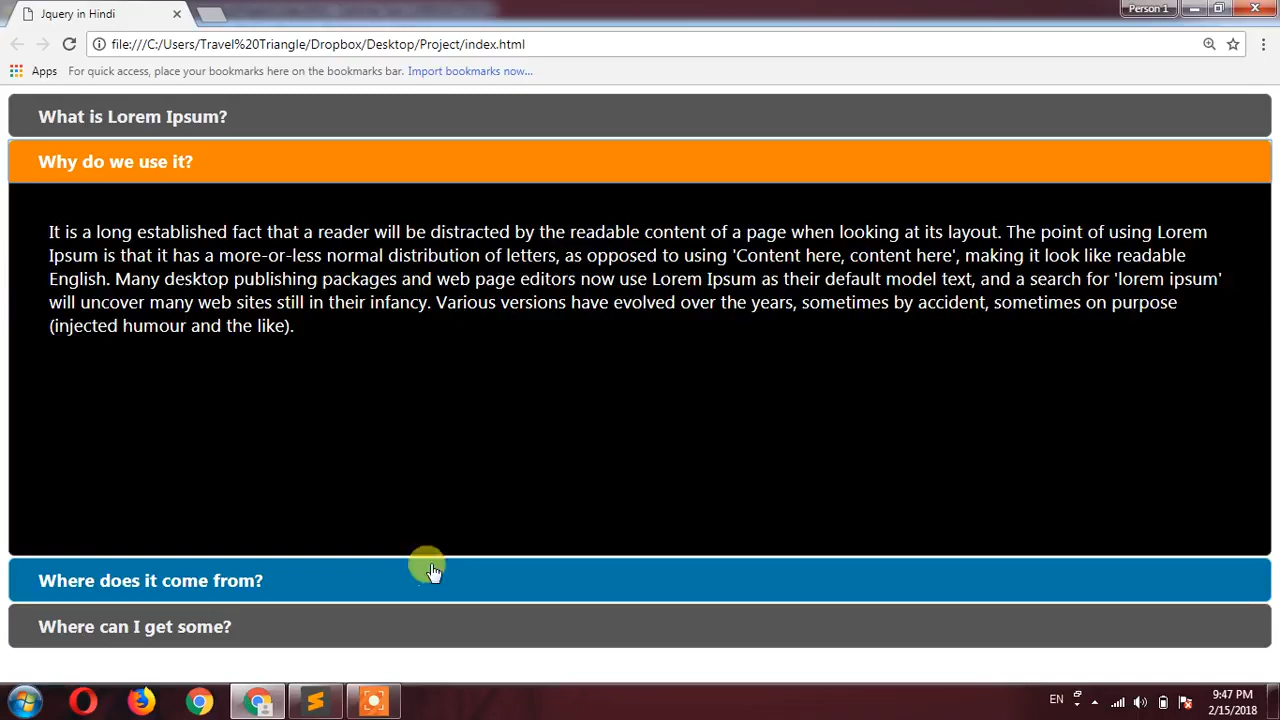 Jquery in Hindi
Person 1
file:///C:/Users/Travel%20Triangle/Dropbox/Desktop/Project/index.html
Apps For quick access, place your bookmarks here on the bookmarks bar. Import bookmarks now...
What is Lorem Ipsum?
Why do we use it?
It is a long established fact that a reader will be distracted by the readable content of a page when looking at its layout. The point of using Lorem
Ipsum is that it has a more-or-less normal distribution of letters, as opposed to using 'Content here, content here', making it look like readable
English. Many desktop publishing packages and web page editors now use Lorem Ipsum as their default model text, and a search for 'lorem ipsum'
will uncover many web sites still in their infancy. Various versions have evolved over the years, sometimes by accident, sometimes on purpose
(injected humour and the like).
Where does it come from?
Where can I get some?
EN
9:47 PM
2/15/2018